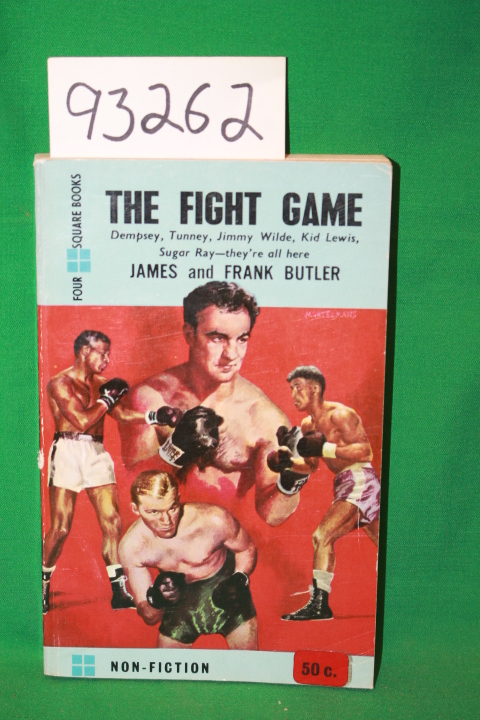 93262
FOUR SQUARE BOOKS
THE FIGHT GAME
Dempsey, Tunney, Jimmy Wilde, Kid Lewis,
Sugar Ray—they're all here
JAMES and FRANK BUTLER
NON-FICTION
50 c.